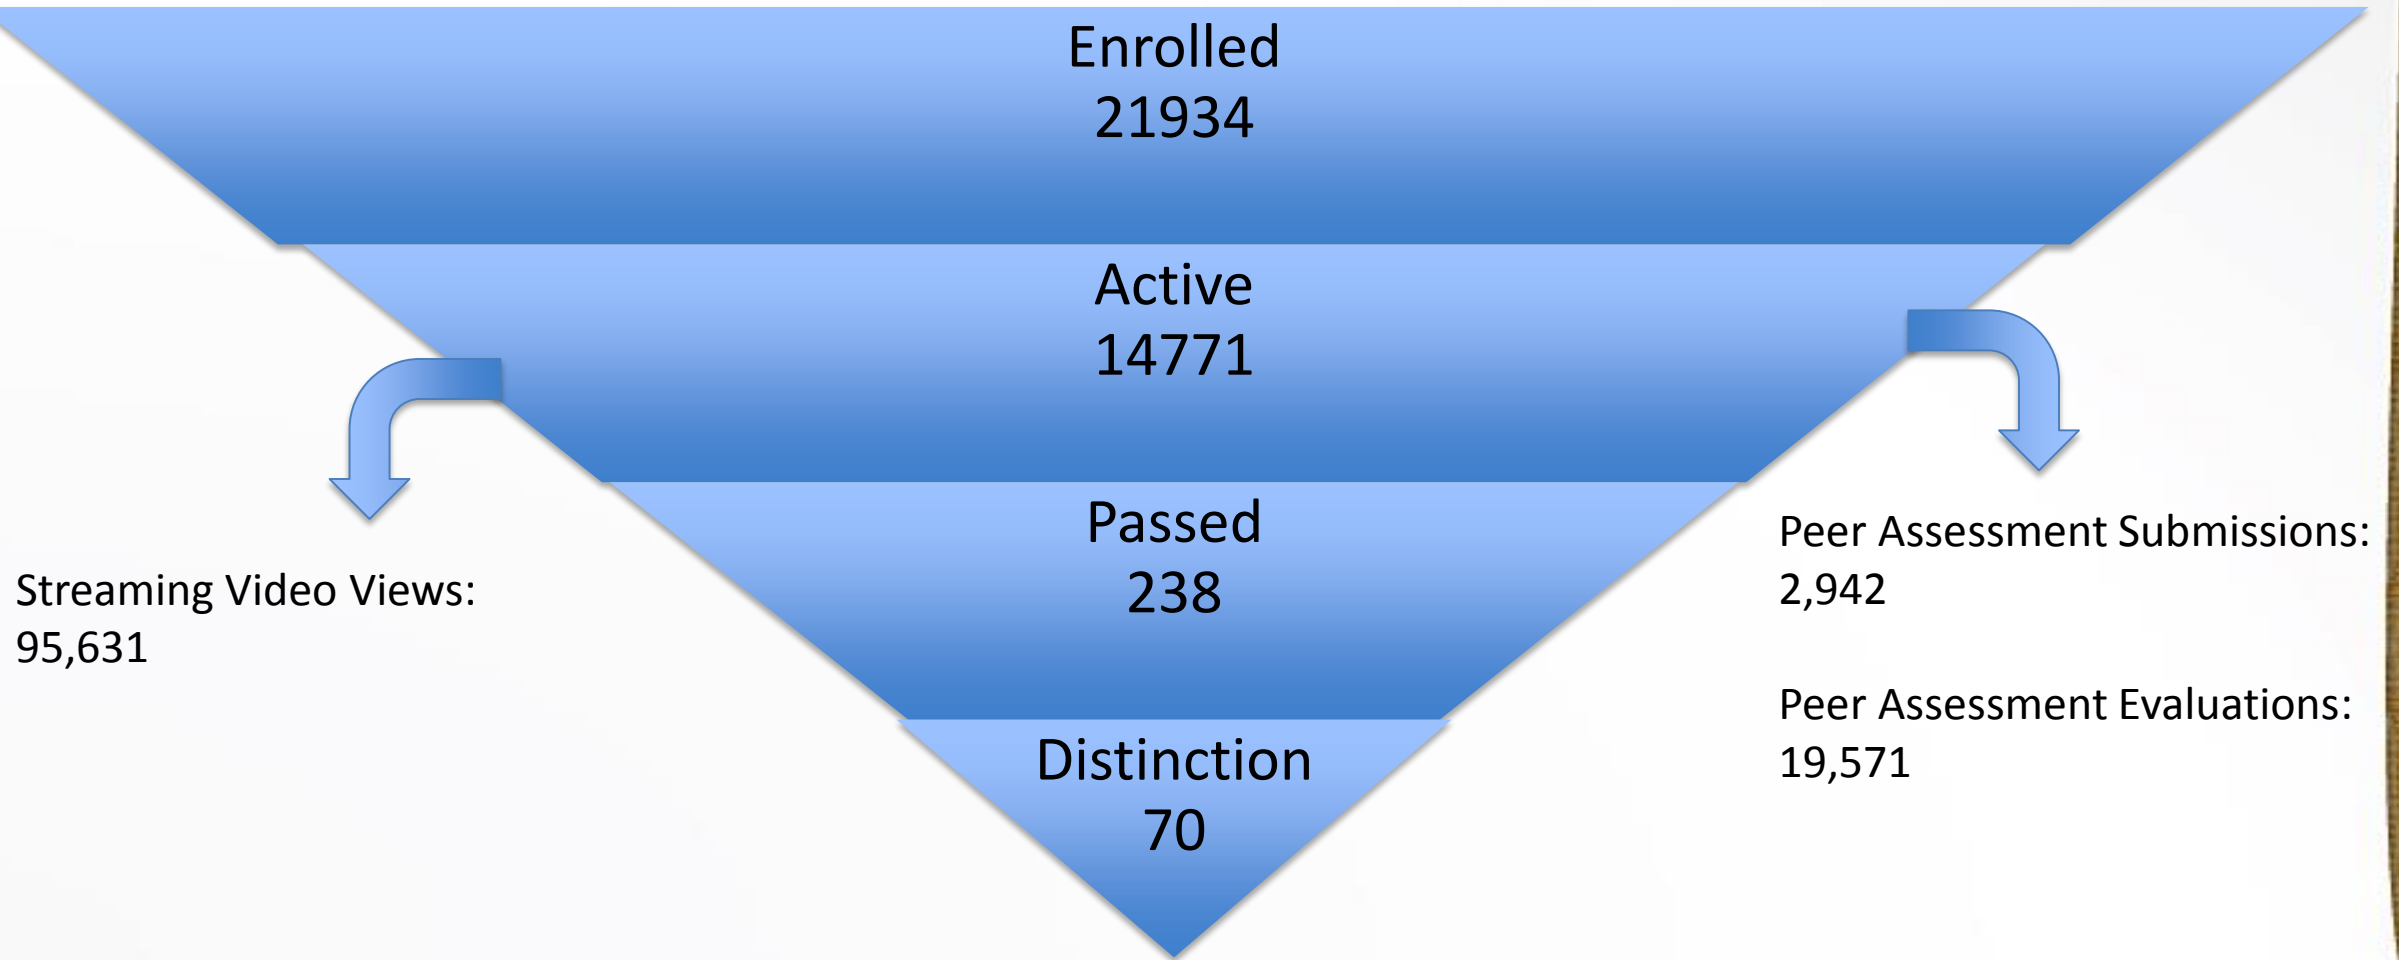 Enrolled
21934
Active
14771
Passed
238
Distinction
70
Streaming Video Views:
95,631
Peer Assessment Submissions:
2,942
Peer Assessment Evaluations:
19,571